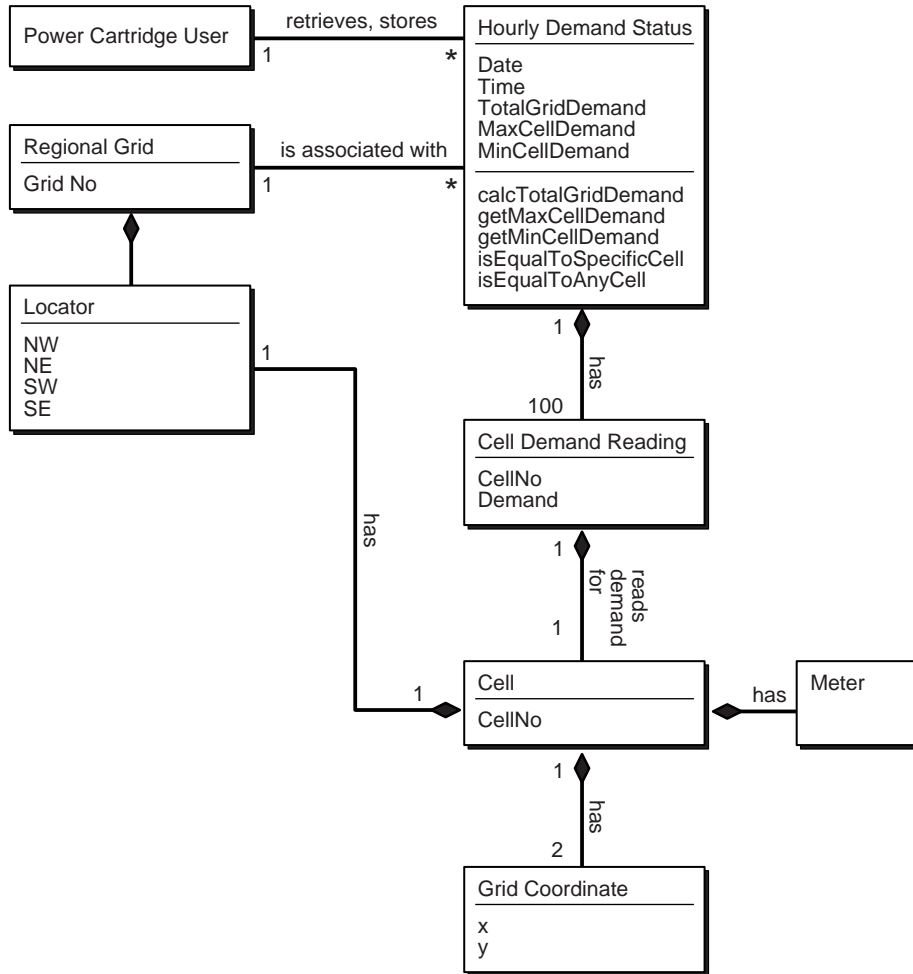 Power Cartridge User
retrieves, stores
1
*
Hourly Demand Status
Date
Time
TotalGridDemand
MaxCellDemand
MinCellDemand
calcTotalGridDemand
getMaxCellDemand
getMinCellDemand
isEqualToSpecificCell
isEqualToAnyCell
Regional Grid
Grid No
is associated with
1
*
Locator
NW
NE
SW
SE
1
has
1
1
has
100
Cell Demand Reading
CellNo
Demand
1
reads
demand
for
1
Cell
CellNo
has
Meter
1
has
2
Grid Coordinate
x
y